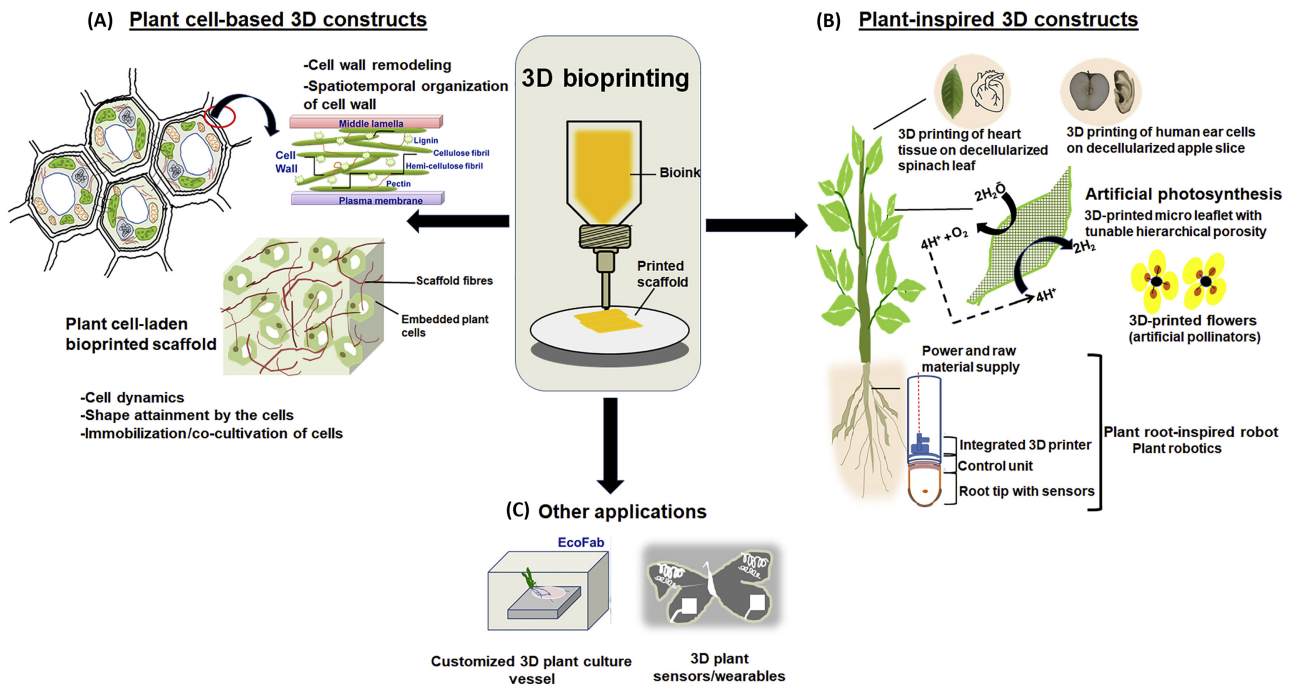 (A) Plant cell-based 3D constructs
-Cell wall remodeling
-Spatiotemporal organization
of cell wall
Middle lamella
Lignin
Cell
Wall
Cellulose fibril
Hemi-cellulose fibril
Pectin
Plasma membrane
Scaffold fibres
Embedded plant
cells
Plant cell-laden
bioprinted scaffold
-Cell dynamics
-Shape attainment by the cells
-Immobilization/co-cultivation of cells
3D bioprinting
Bioink
Printed
scaffold
(B) Plant-inspired 3D constructs
3D printing of heart
tissue on decellularized
spinach leaf
3D printing of human ear cells
on decellularized apple slice
2H₂Ō
4H⁺ +O₂
2H₂
4H⁺
Artificial photosynthesis
3D-printed micro leaflet with
tunable hierarchical porosity
3D-printed flowers
(artificial pollinators)
Power and raw
material supply
Integrated 3D printer
Control unit
Root tip with sensors
Plant root-inspired robot
Plant robotics
(C) Other applications
EcoFab
Customized 3D plant culture
vessel
3D plant
sensors/wearables